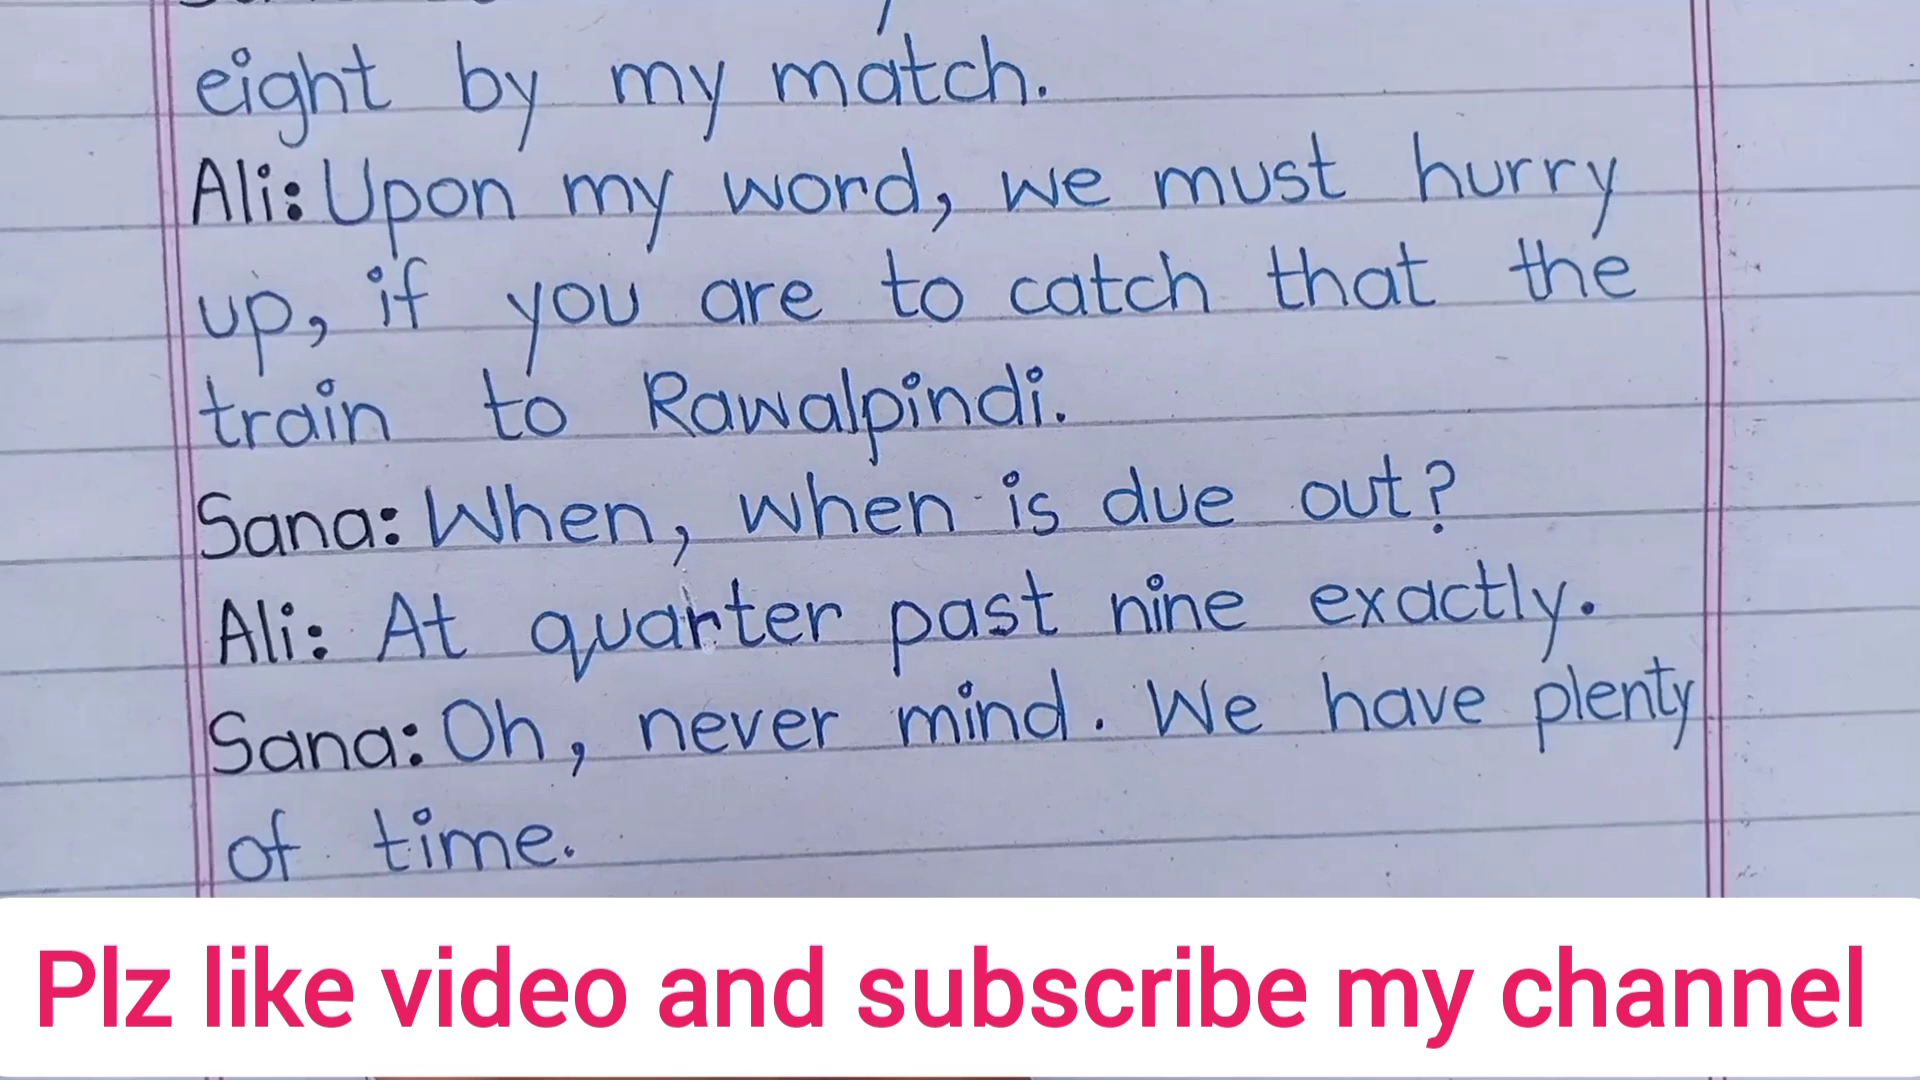 eight by my match.
Ali: Upon my word, we must hurry
up, if you are to catch that the
train to Rawalpindi.
Sana: When, when is due out?
Ali: At quarter past nine exactly.
Sana: Oh, never mind. We have plenty
of time.
Plz like video and subscribe my channel